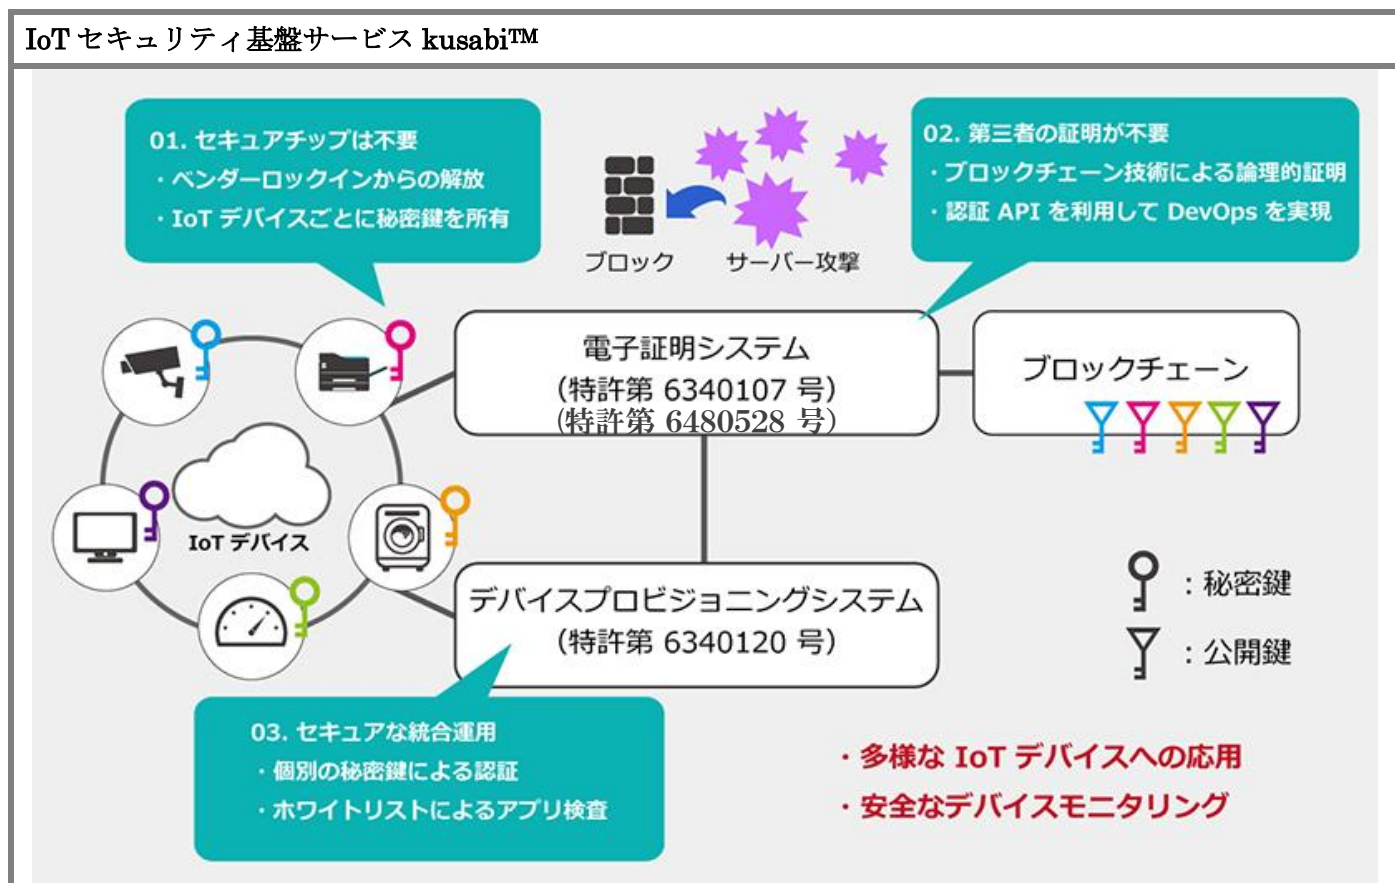 IoT セキュリティ基盤サービス kusabi™
01. セキュアチップは不要
・ベンダーロックインからの解放
・IoT デバイスごとに秘密鍵を所有
ブロック
サーバー攻撃
02. 第三者の証明が不要
・ブロックチェーン技術による論理的証明
・認証 API を利用して DevOps を実現
電子証明システム
(特許第 6340107 号)
(特許第 6480528 号)
ブロックチェーン
IoT デバイス
デバイスプロビジョニングシステム
(特許第 6340120 号)
：秘密鍵
：公開鍵
03. セキュアな統合運用
・個別の秘密鍵による認証
・ホワイトリストによるアプリ検査
・多様な IoT デバイスへの応用
・安全なデバイスモニタリング